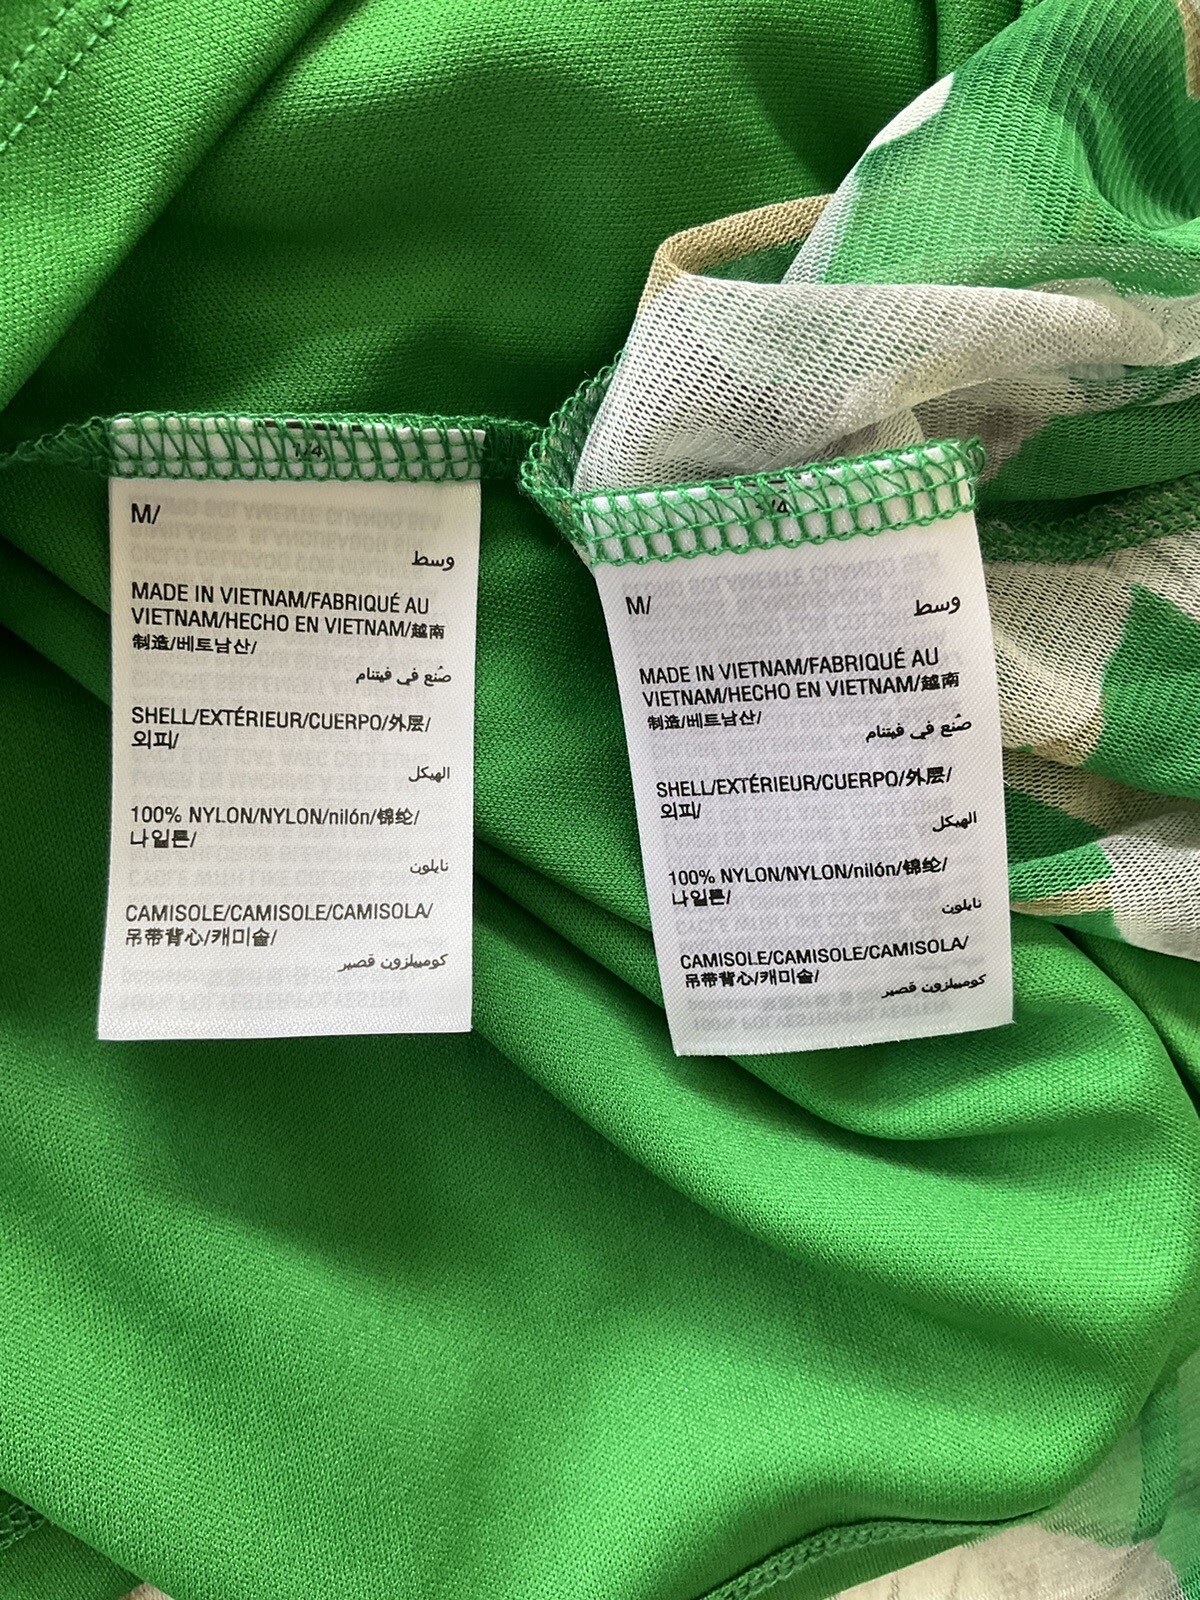 1/4
M/
وسط
MADE IN VIETNAM/FABRIQUÉ AU
VIETNAM/HECHO EN VIETNAM/越南
制造/베트남산/
صُنع في فيتنام
SHELL/EXTÉRIEUR/CUERPO/外层/
외피/
الهيكل
100% NYLON/NYLON/nilón/锦纶/
나일론/
نايلون
CAMISOLE/CAMISOLE/CAMISOLA/
吊带背心/캐미솔/
كومبيلزون قصير
/4
M/
وسط
MADE IN VIETNAM/FABRIQUÉ AU
VIETNAM/HECHO EN VIETNAM/越南
制造/베트남산/
صُنع في فيتنام
SHELL/EXTÉRIEUR/CUERPO/外层/
외피/
الهيكل
100% NYLON/NYLON/nilón/锦纶/
나일론/
نايلون
CAMISOLE/CAMISOLE/CAMISOLA/
吊带背心/캐미솔/
كومبيلزون قصير